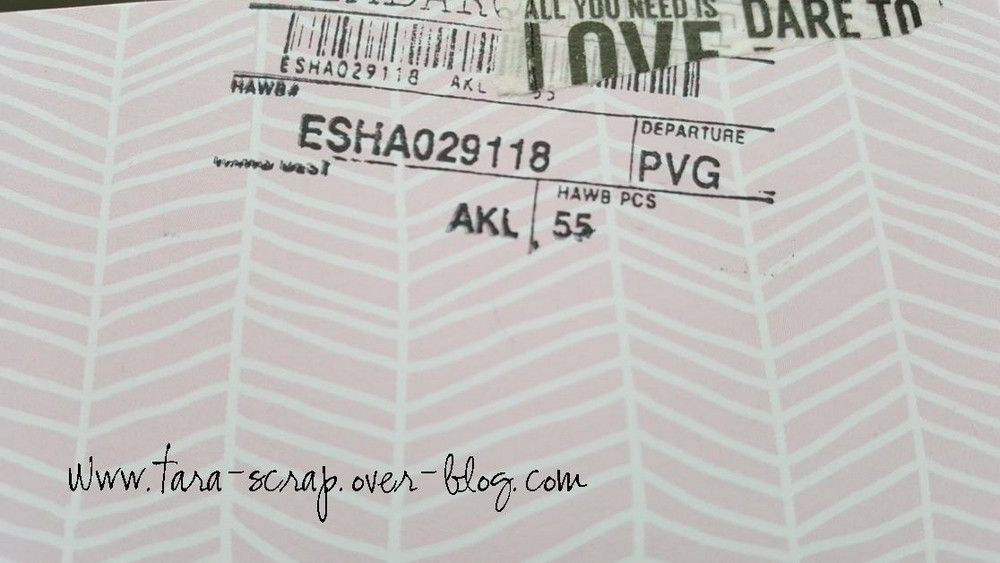 ALL YOU NEED IS
LOVE
DARE TO
ESHA029118 AKL
HAWB#
ESHA029118
DEPARTURE
PVG
AKL
HAWB PCS
55
www.tara-scrap.over-blog.com